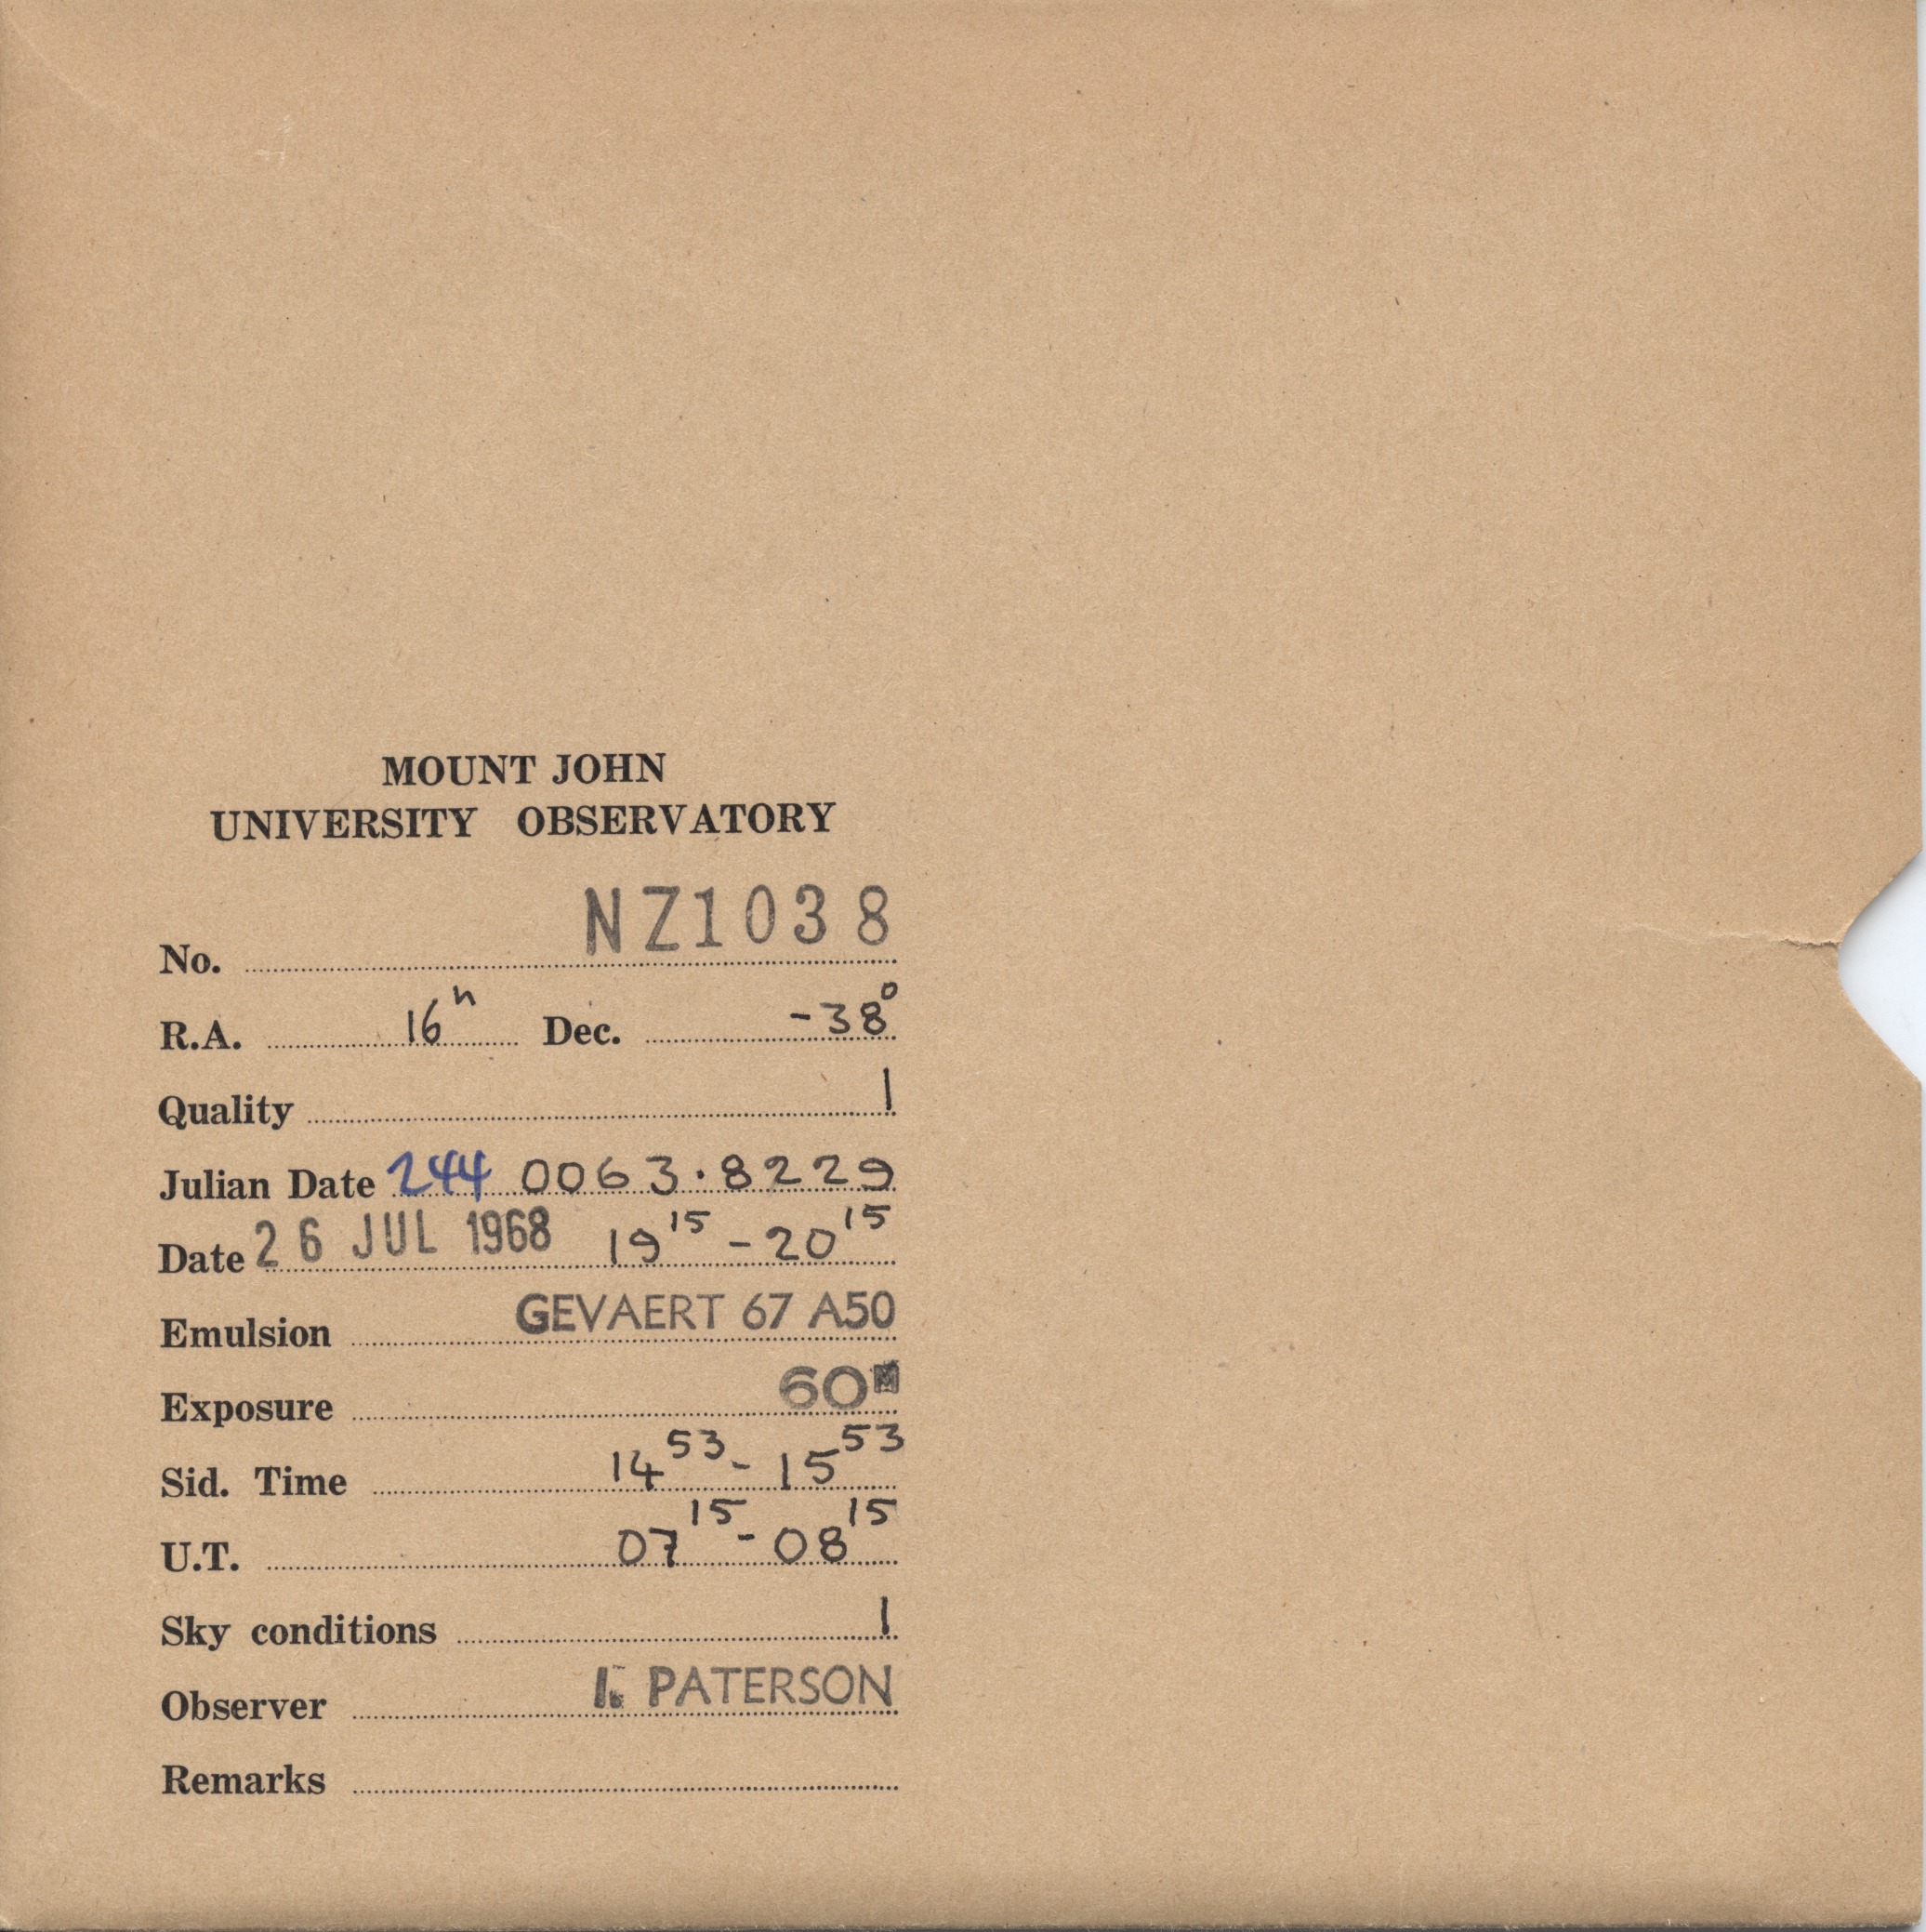 MOUNT JOHN
UNIVERSITY OBSERVATORY
No. NZ1038
R.A. 16ʰ Dec. -38°
Quality 1
Julian Date 244 0063.8229
Date 26 JUL 1968 19¹⁵ - 20¹⁵
Emulsion GEVAERT 67 A50
Exposure 60ᴹ
Sid. Time 14⁵³ - 15⁵³
U.T. 07¹⁵ - 08¹⁵
Sky conditions 1
Observer I. PATERSON
Remarks